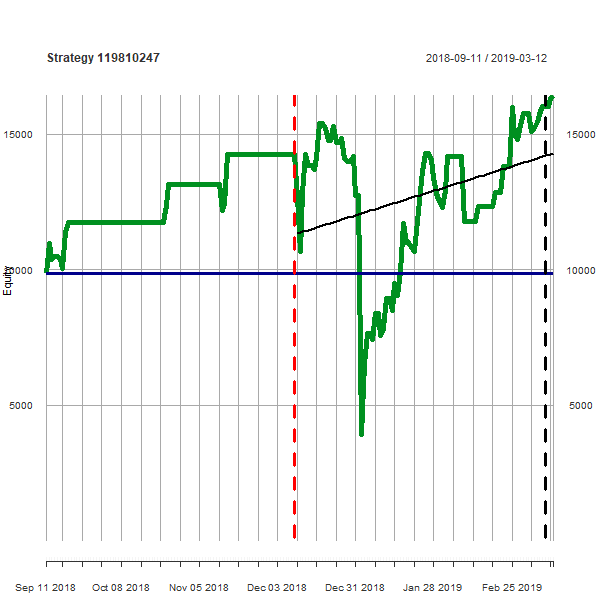 Strategy 119810247 2018-09-11 / 2019-03-12
15000 15000
10000 10000
5000 5000
Equity
Sep 11 2018 Oct 08 2018 Nov 05 2018 Dec 03 2018 Dec 31 2018 Jan 28 2019 Feb 25 2019